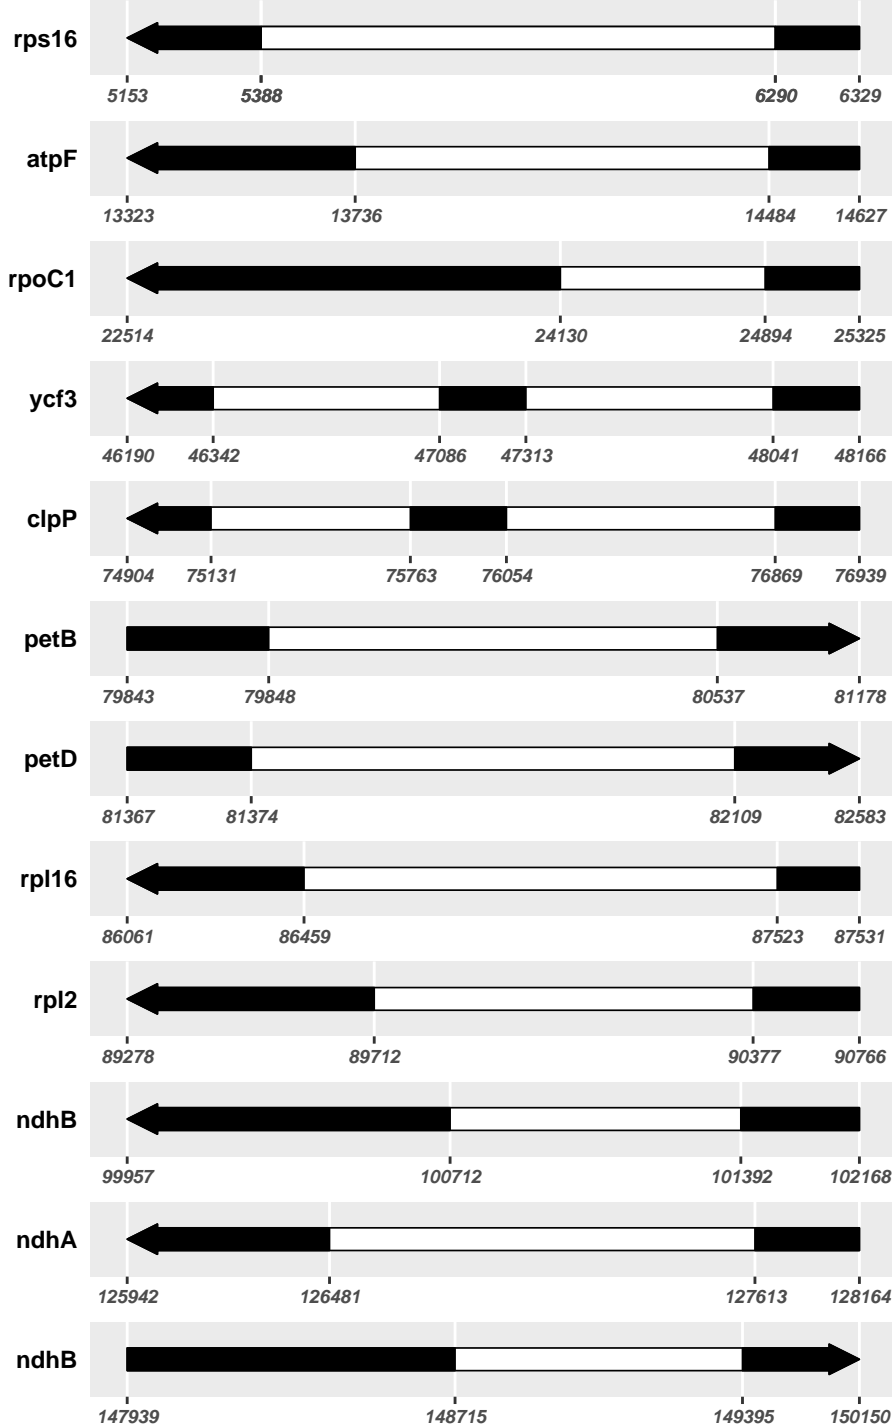 rps16
5153 5388 6290 6329
atpF
13323 13736 14484 14627
rpoC1
22514 24130 24894 25325
ycf3
46190 46342 47086 47313 48041 48166
clpP
74904 75131 75763 76054 76869 76939
petB
79843 79848 80537 81178
petD
81367 81374 82109 82583
rpl16
86061 86459 87523 87531
rpl2
89278 89712 90377 90766
ndhB
99957 100712 101392 102168
ndhA
125942 126481 127613 128164
ndhB
147939 148715 149395 150150